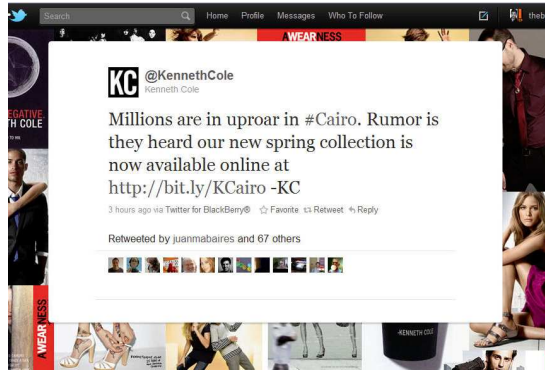 Search
Home Profile Messages Who To Follow
theb
AWEARNESS
EGATIVE.
TH COLE
KC @KennethCole
Kenneth Cole
Millions are in uproar in #Cairo. Rumor is
they heard our new spring collection is
now available online at
http://bit.ly/KCairo -KC
3 hours ago via Twitter for BlackBerry® Favorite Retweet Reply
Retweeted by juanmabaires and 67 others
AWEARNESS
-KENNETH COLE